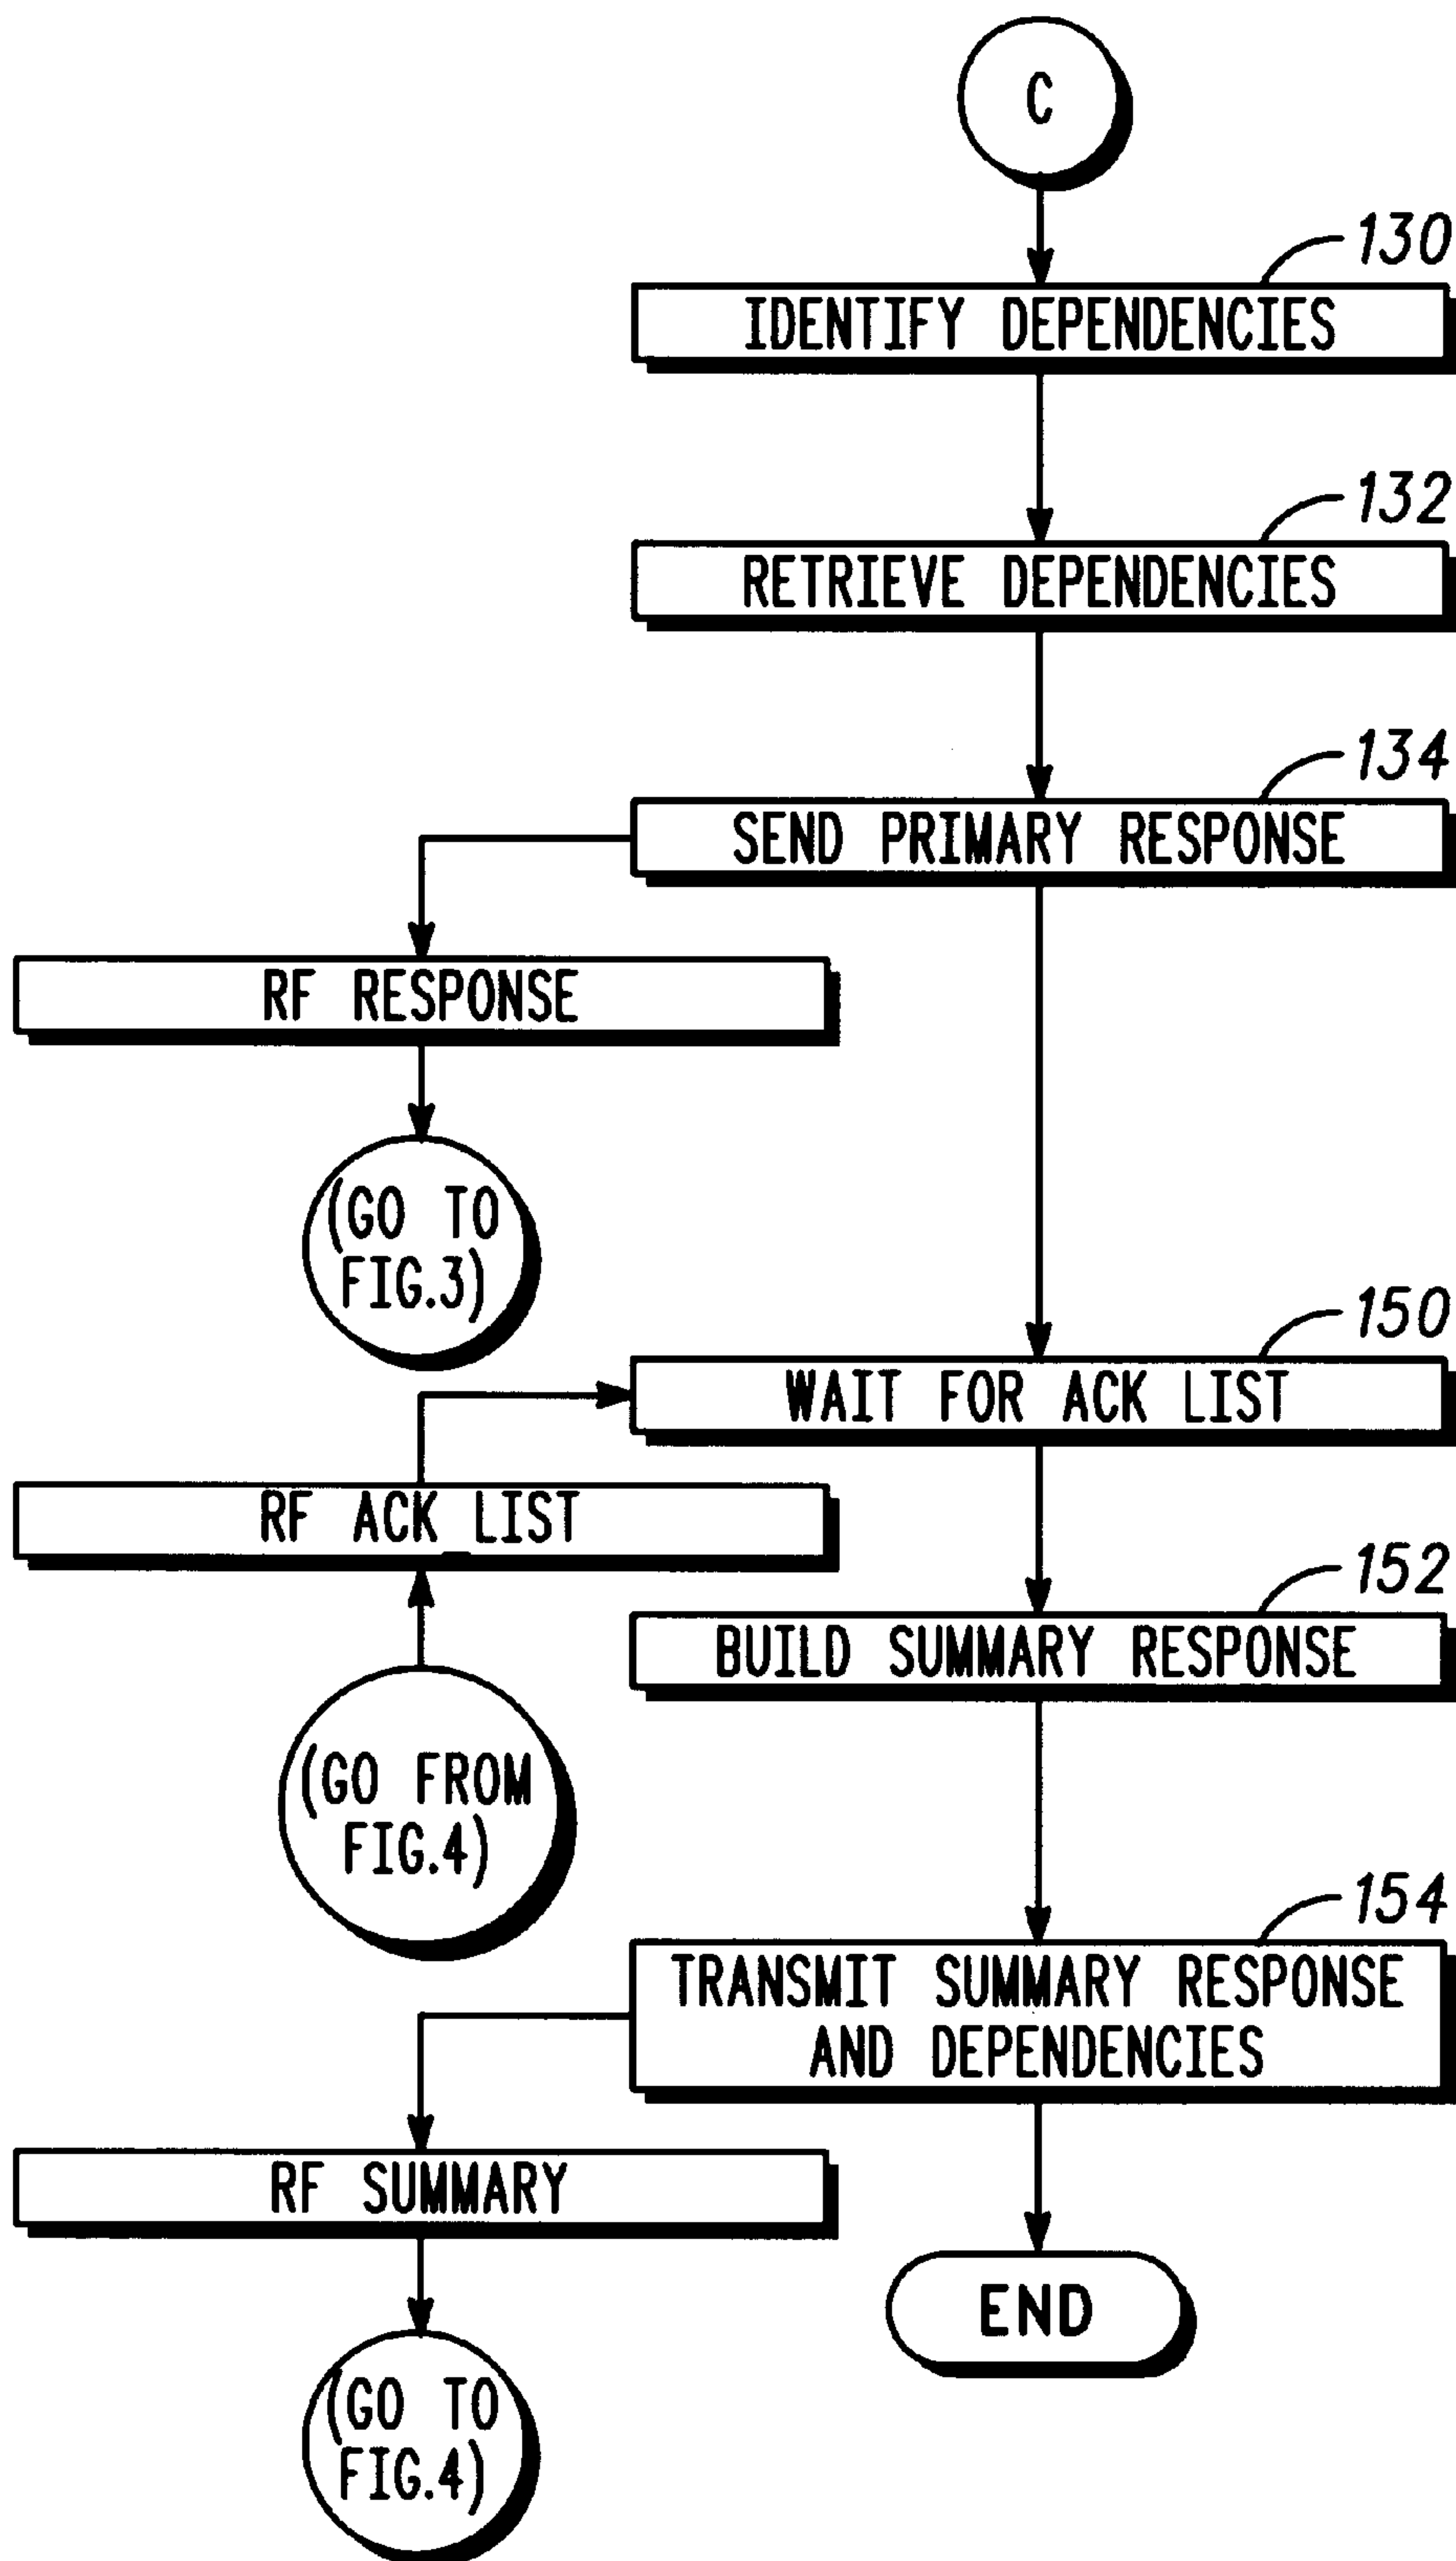 C
130
IDENTIFY DEPENDENCIES
132
RETRIEVE DEPENDENCIES
134
SEND PRIMARY RESPONSE
RF RESPONSE
(GO TO
FIG.3)
150
WAIT FOR ACK LIST
RF ACK LIST
152
BUILD SUMMARY RESPONSE
(GO FROM
FIG.4)
154
TRANSMIT SUMMARY RESPONSE
AND DEPENDENCIES
RF SUMMARY
END
(GO TO
FIG.4)